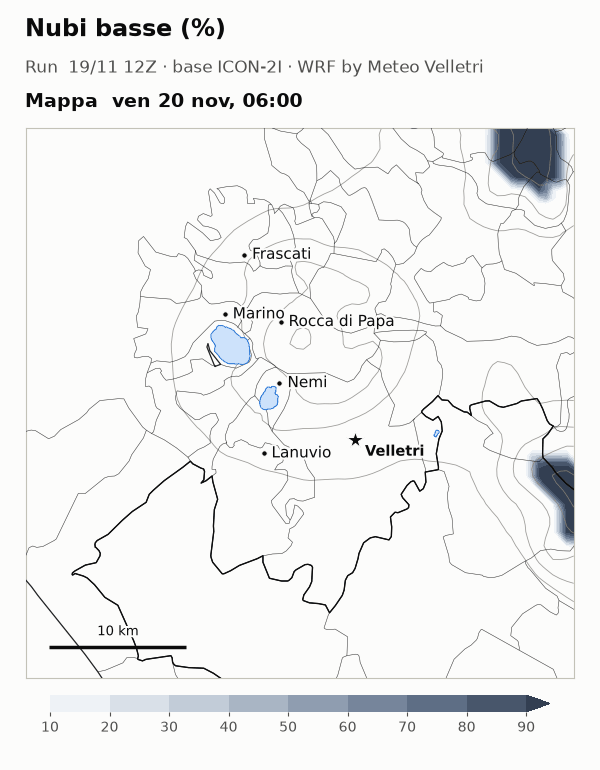 Nubi basse (%)
Run  19/11 12Z · base ICON-2I · WRF by Meteo Velletri
Mappa  ven 20 nov, 06:00
Frascati
Marino
Rocca di Papa
Nemi
Velletri
Lanuvio
10 km
10 20 30 40 50 60 70 80 90